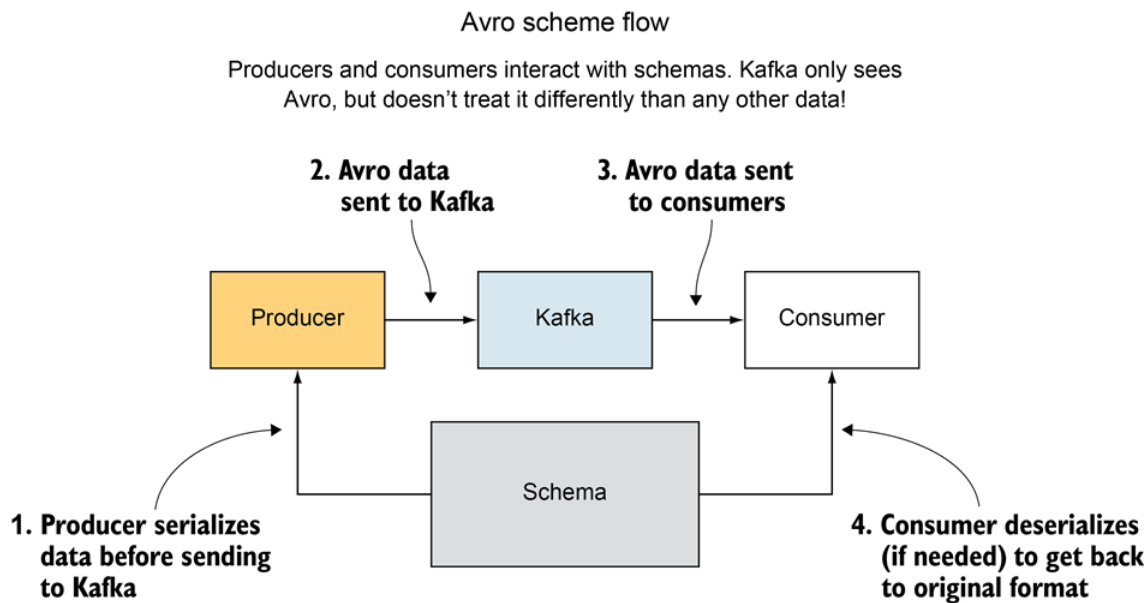 Avro scheme flow
Producers and consumers interact with schemas. Kafka only sees
Avro, but doesn’t treat it differently than any other data!
2. Avro data
sent to Kafka
3. Avro data sent
to consumers
Producer
Kafka
Consumer
Schema
1. Producer serializes
data before sending
to Kafka
4. Consumer deserializes
(if needed) to get back
to original format